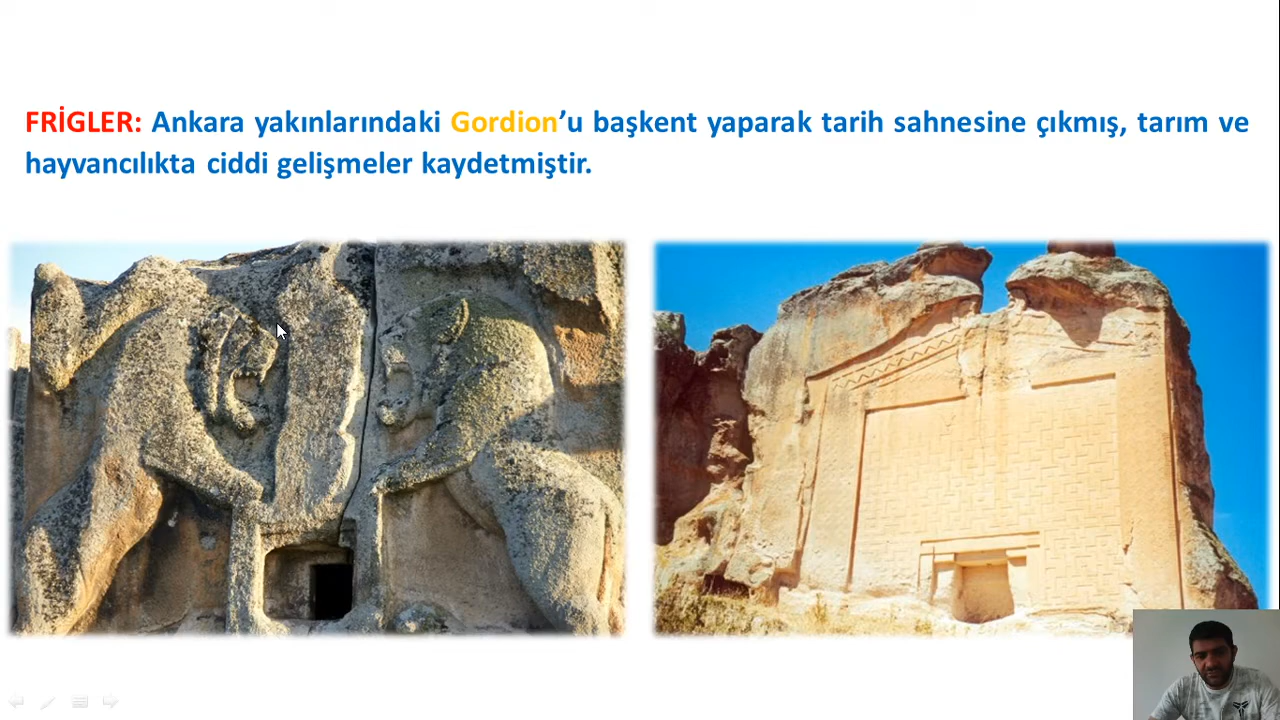 FRİGLER: Ankara yakınlarındaki Gordion’u başkent yaparak tarih sahnesine çıkmış, tarım ve
hayvancılıkta ciddi gelişmeler kaydetmiştir.